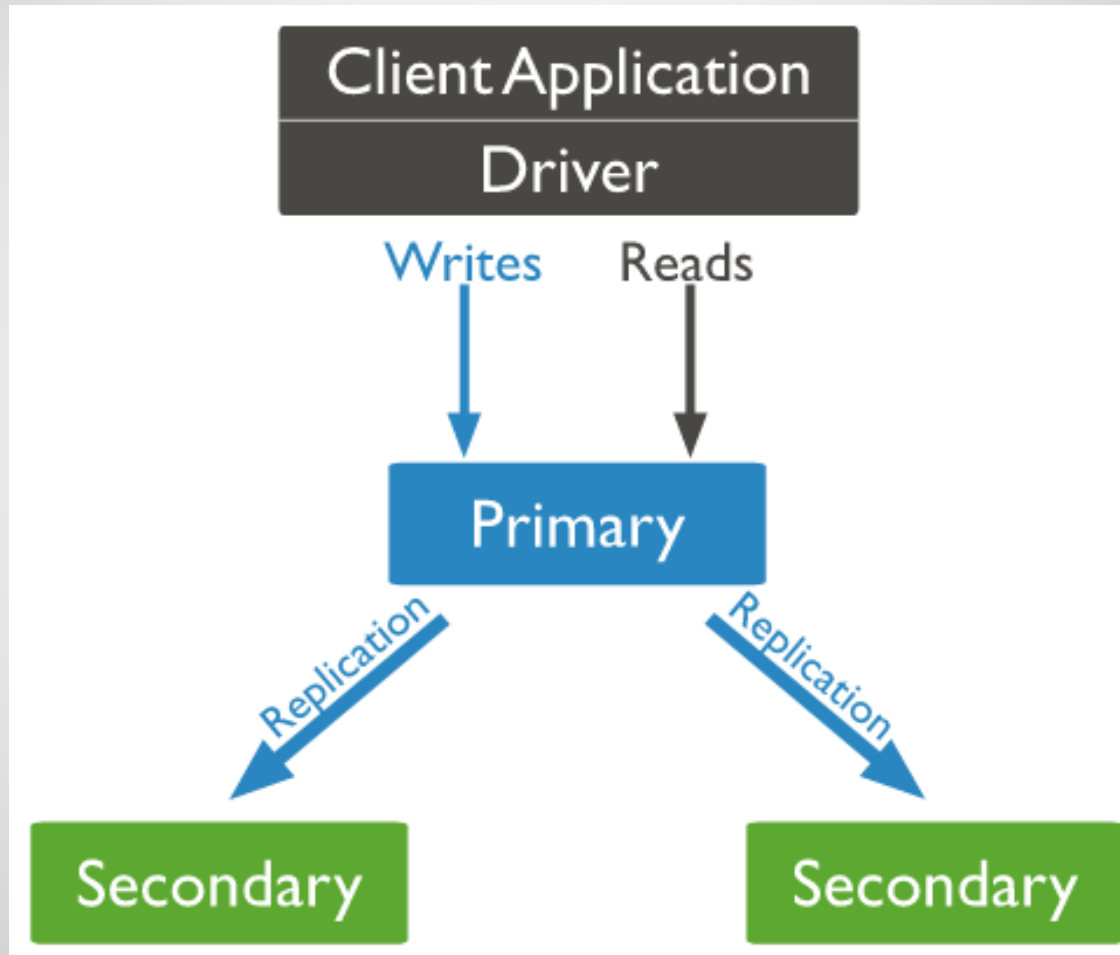 Client Application
Driver
Writes Reads
Primary
Replication Replication
Secondary Secondary